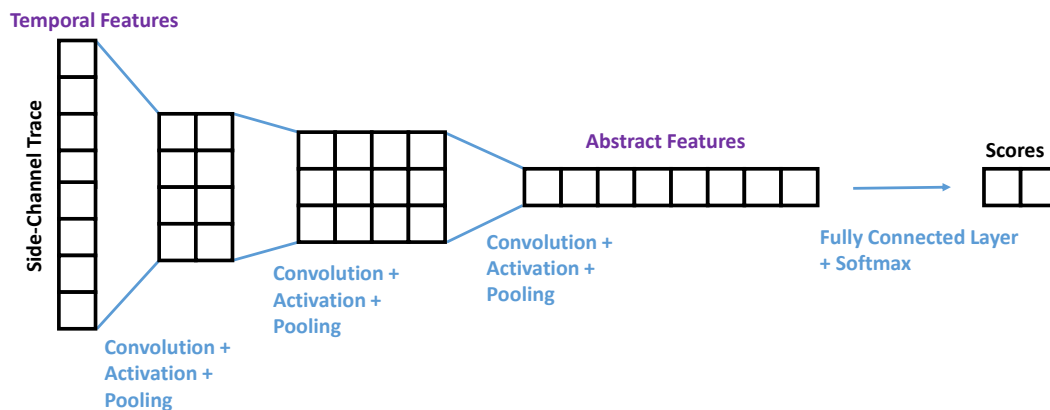 Temporal Features
Side-Channel Trace
Convolution +
Activation +
Pooling
Convolution +
Activation +
Pooling
Abstract Features
Convolution +
Activation +
Pooling
Fully Connected Layer
+ Softmax
Scores